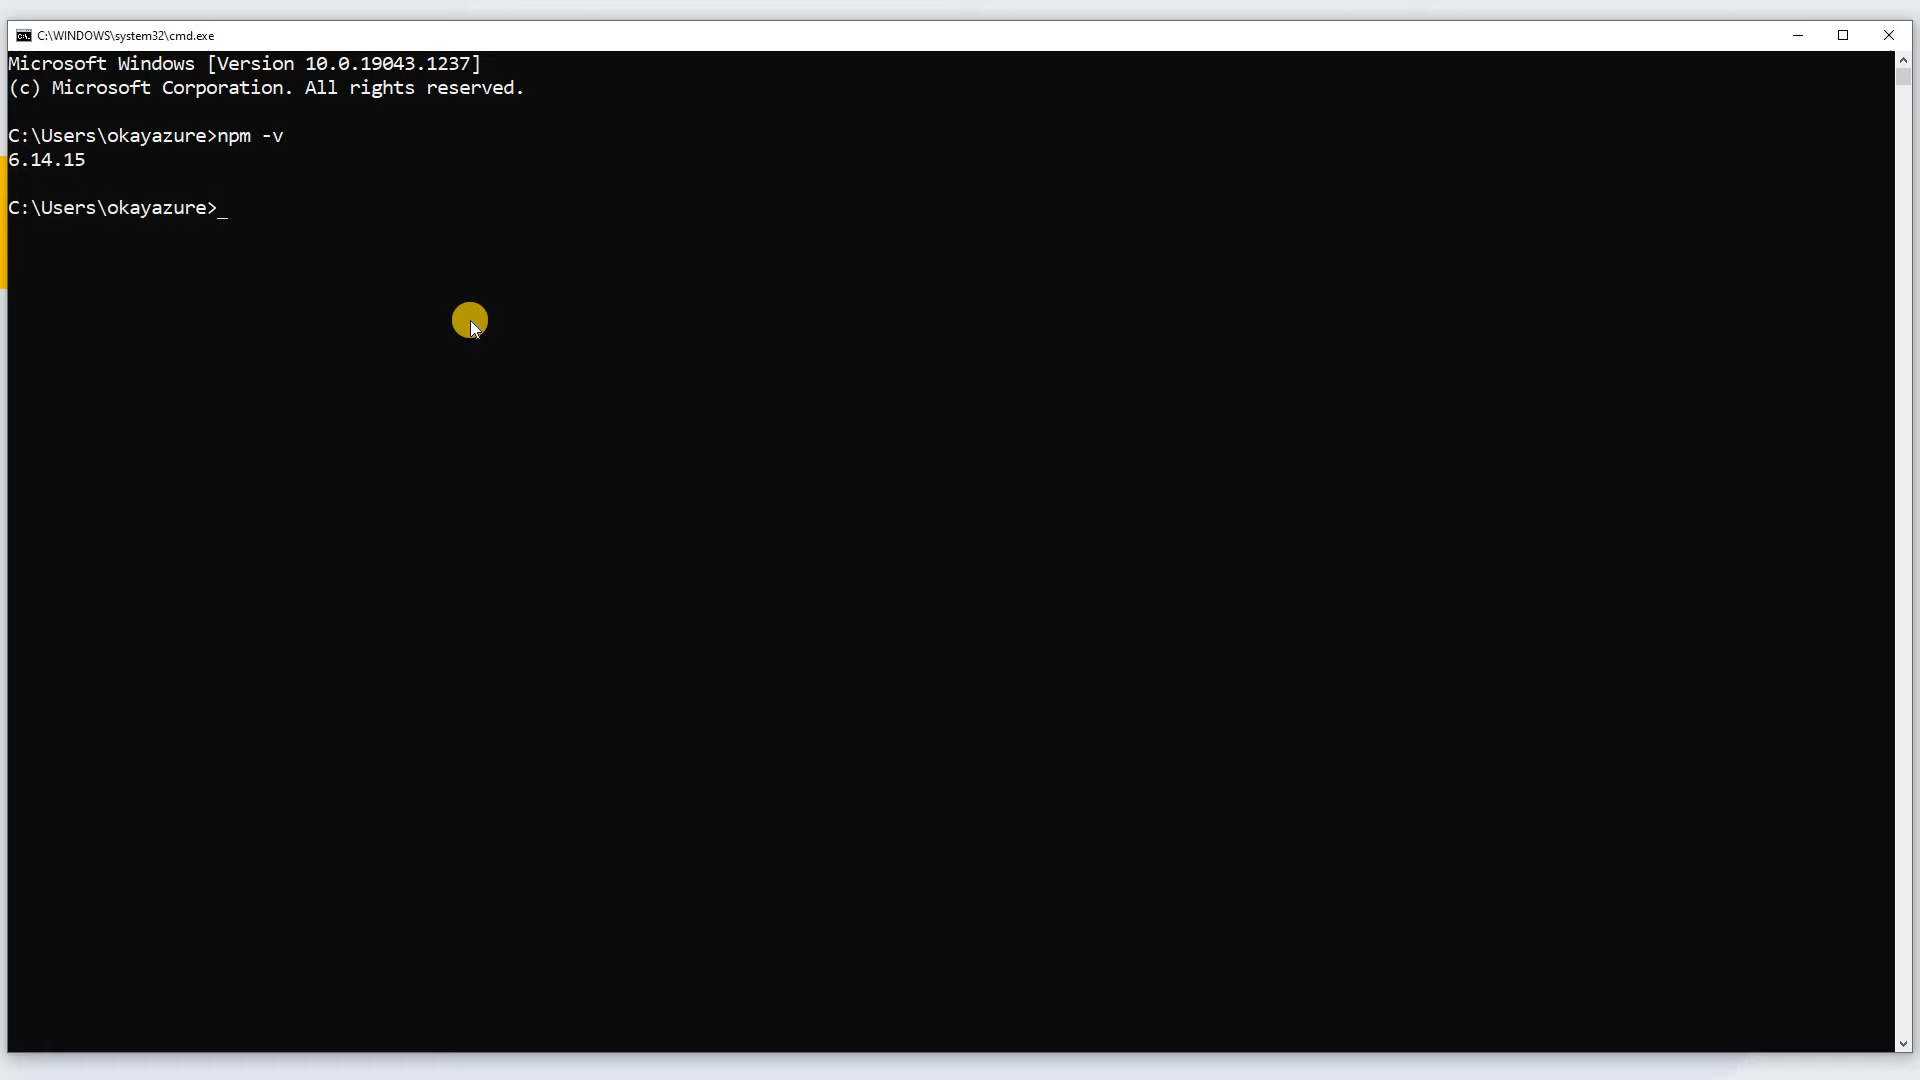 C:\WINDOWS\system32\cmd.exe
Microsoft Windows [Version 10.0.19043.1237]
(c) Microsoft Corporation. All rights reserved.
C:\Users\okayazure>npm -v
6.14.15
C:\Users\okayazure>_